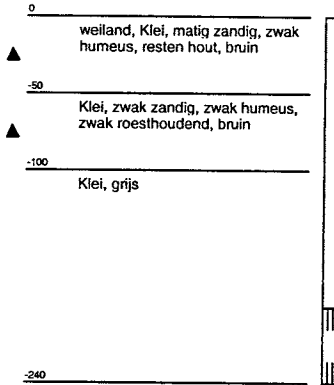 0
weiland, Klei, matig zandig, zwak
humeus, resten hout, bruin
-50
Klei, zwak zandig, zwak humeus,
zwak roesthoudend, bruin
-100
Klei, grijs
-240